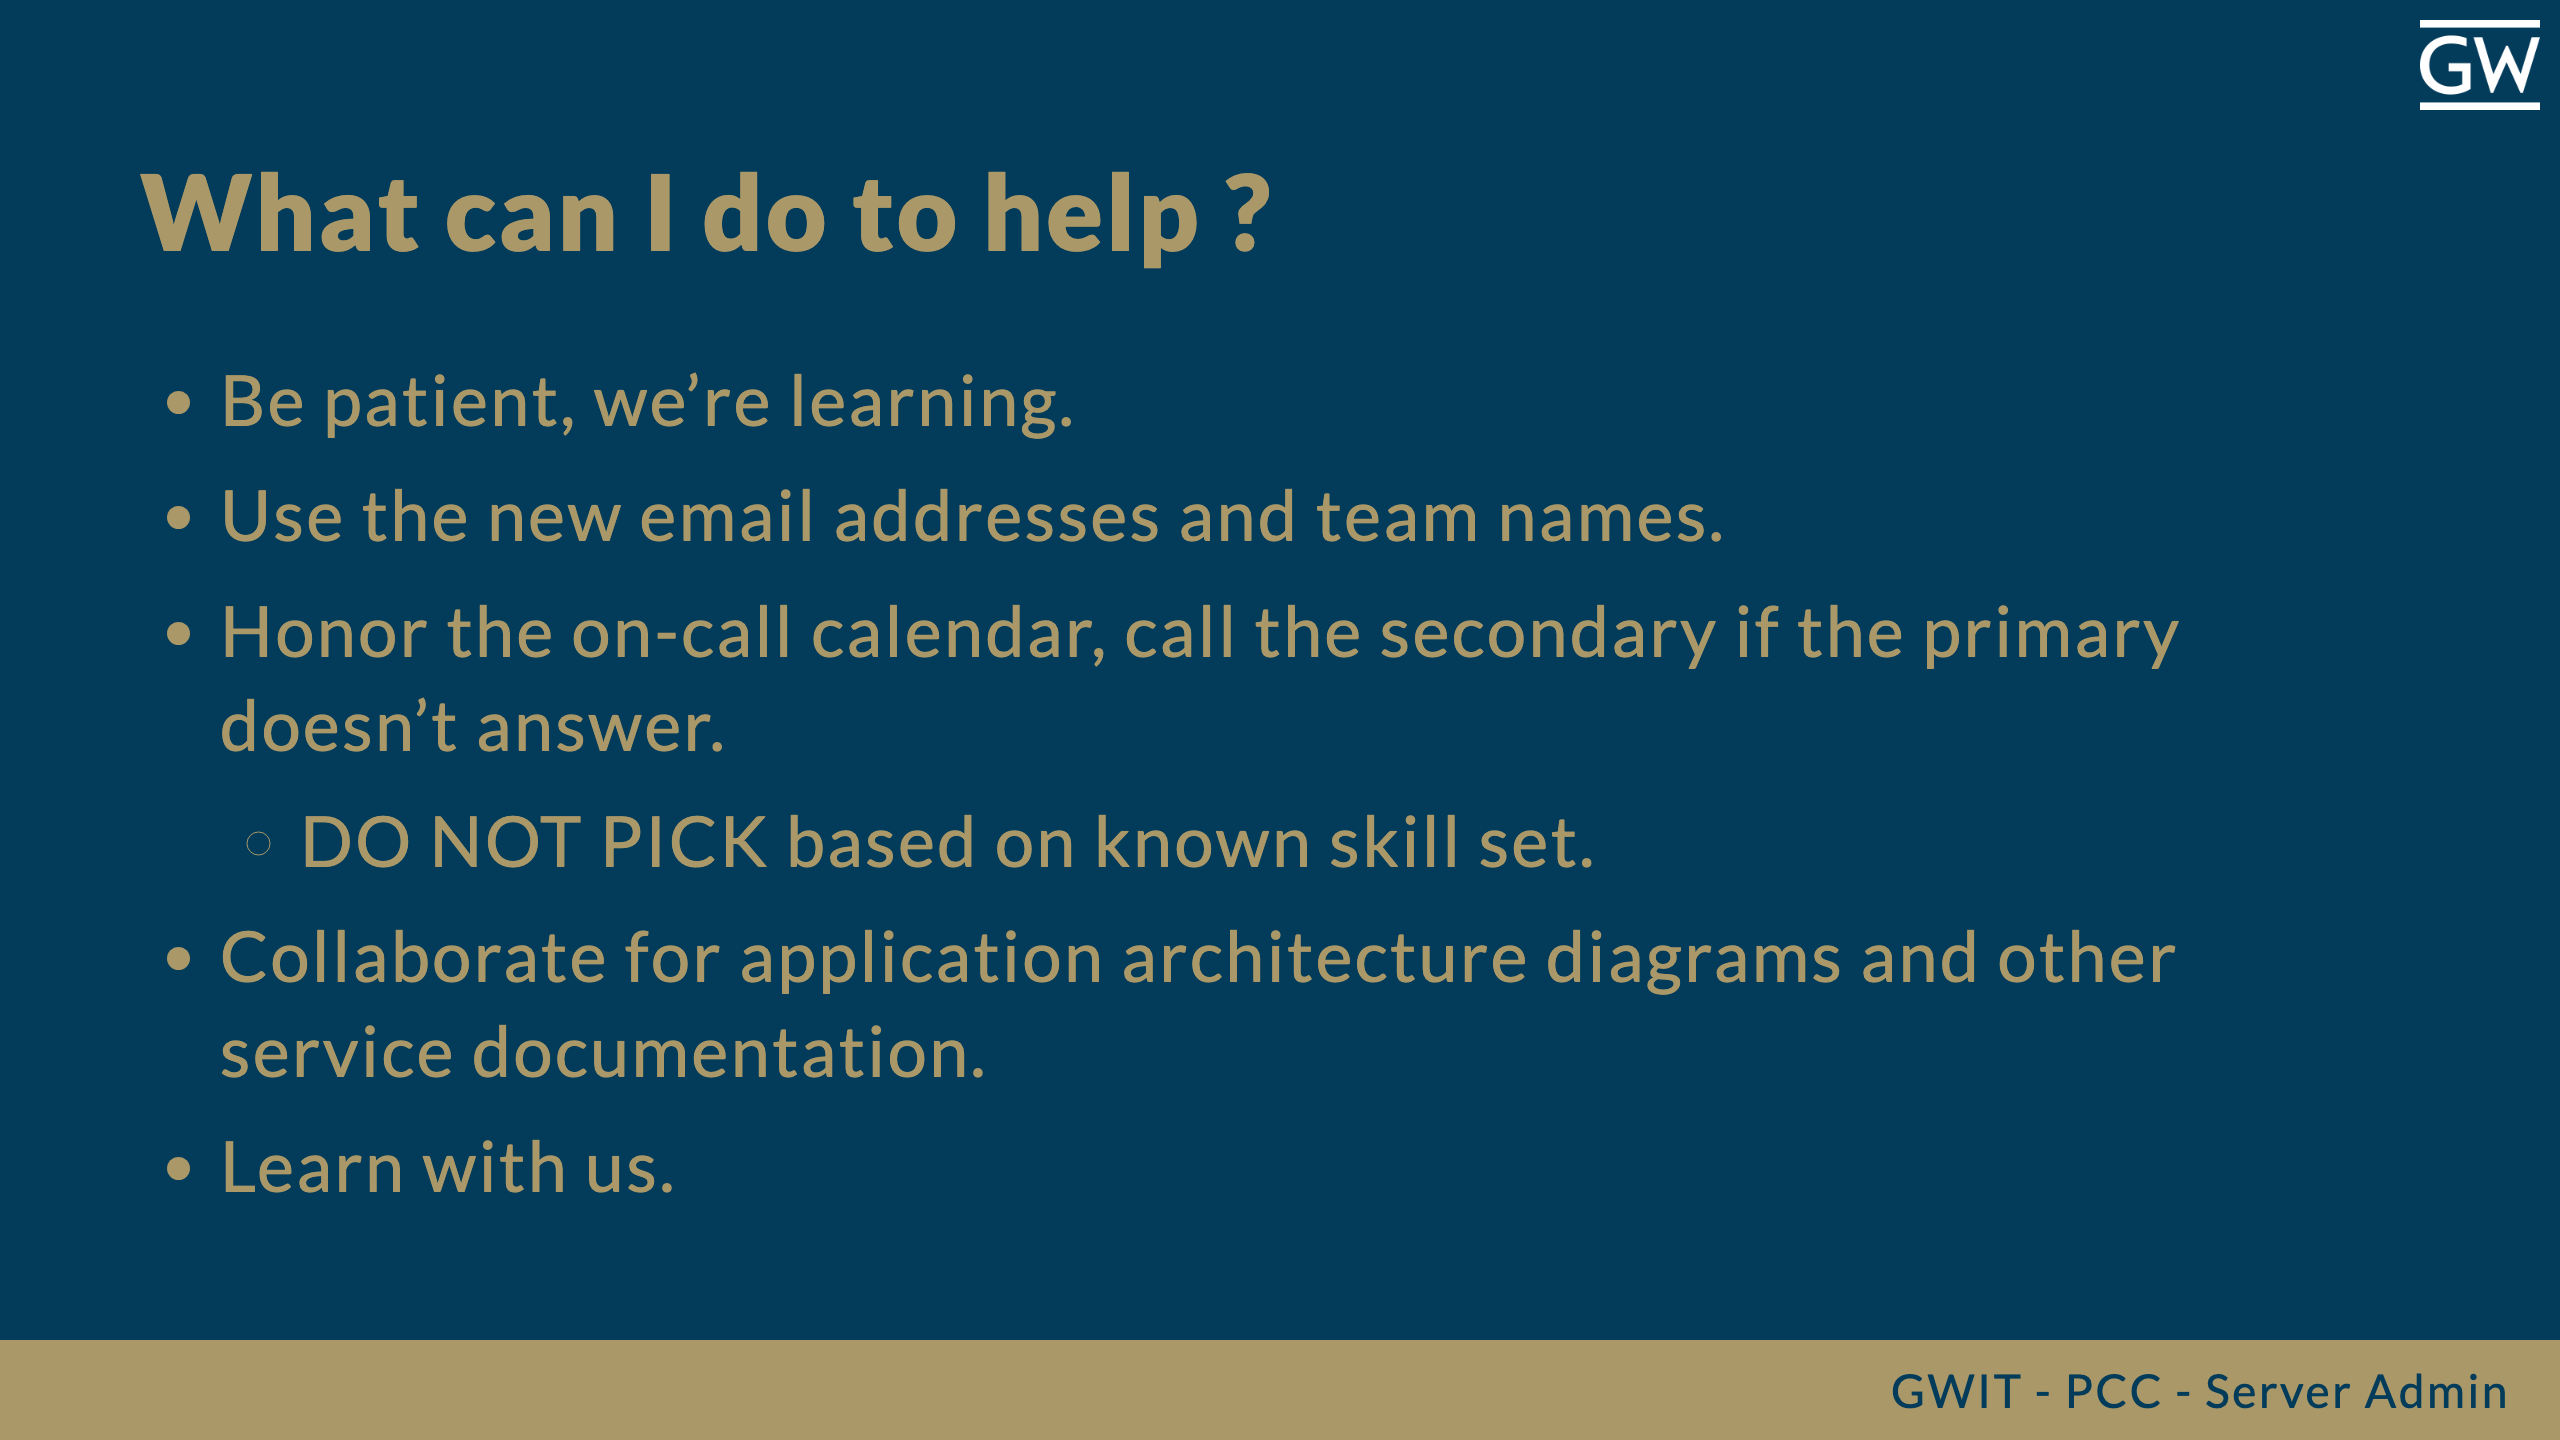 GW
What can I do to help ?
• Be patient, we’re learning.
• Use the new email addresses and team names.
• Honor the on-call calendar, call the secondary if the primary
doesn’t answer.
○ DO NOT PICK based on known skill set.
• Collaborate for application architecture diagrams and other
service documentation.
• Learn with us.
GWIT - PCC - Server Admin